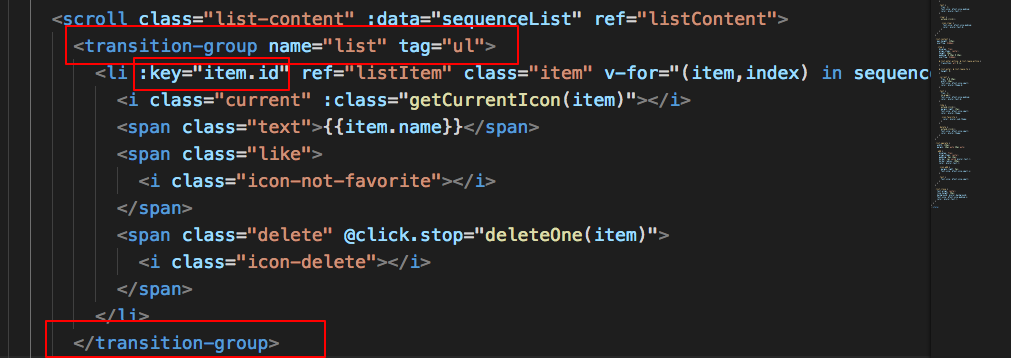 <scroll class="list-content" :data="sequenceList" ref="listContent">
<transition-group name="list" tag="ul">
<li :key="item.id" ref="listItem" class="item" v-for="(item,index) in sequence
<i class="current" :class="getCurrentIcon(item)"></i>
<span class="text">{{item.name}}</span>
<span class="like">
<i class="icon-not-favorite"></i>
</span>
<span class="delete" @click.stop="deleteOne(item)">
<i class="icon-delete"></i>
</span>
</li>
</transition-group>